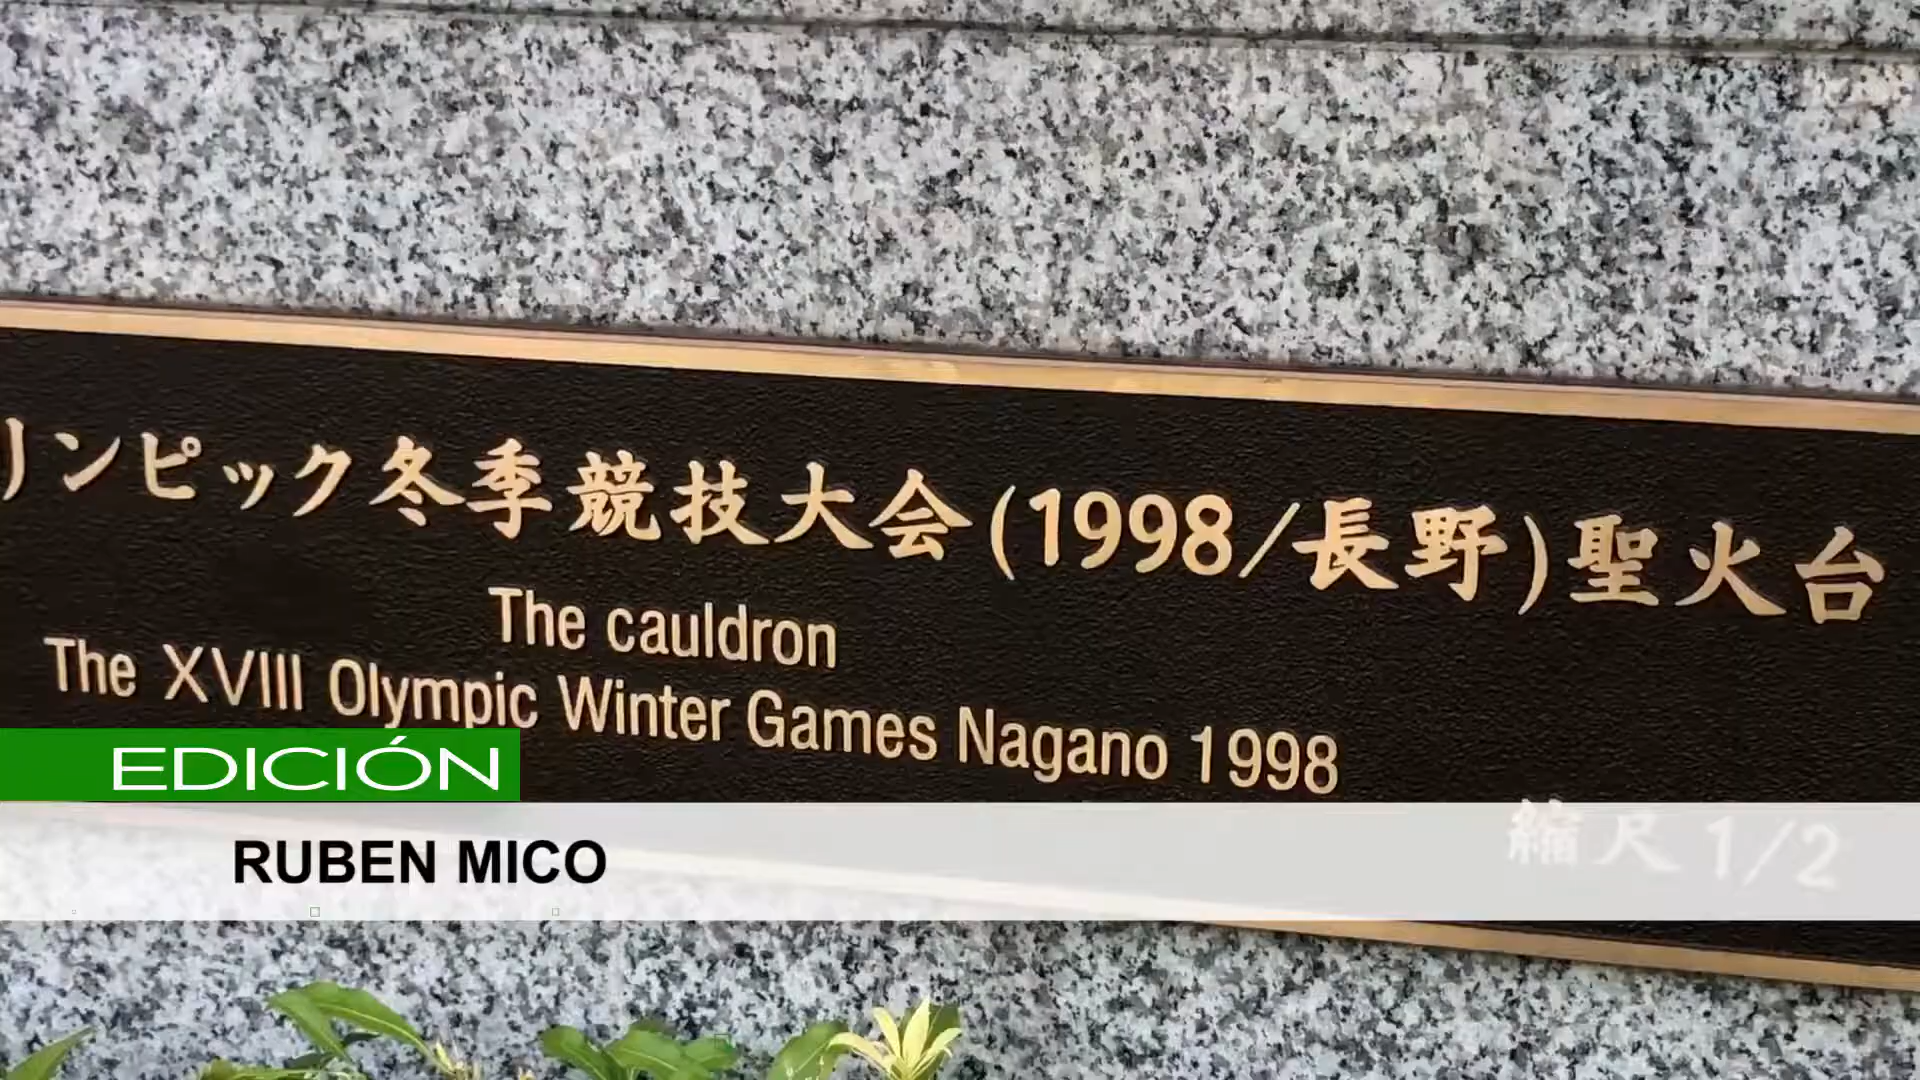 リンピック冬季競技大会(1998/長野)聖火台
The cauldron
The XVIII Olympic Winter Games Nagano 1998
縮尺 1/2
EDICIÓN
RUBEN MICO